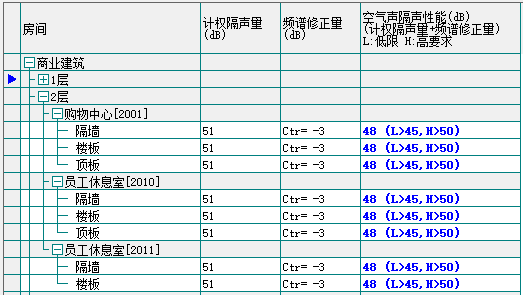 房间 计权隔声量(dB) 频谱修正量(dB) 空气声隔声性能(dB)
(计权隔声量+频谱修正量)
L:低限 H:高要求
商业建筑
1层
2层
购物中心[2001]
隔墙 51 Ctr= -3 48 (L>45,H>50)
楼板 51 Ctr= -3 48 (L>45,H>50)
顶板 51 Ctr= -3 48 (L>45,H>50)
员工休息室[2010]
隔墙 51 Ctr= -3 48 (L>45,H>50)
楼板 51 Ctr= -3 48 (L>45,H>50)
顶板 51 Ctr= -3 48 (L>45,H>50)
员工休息室[2011]
隔墙 51 Ctr= -3 48 (L>45,H>50)
楼板 51 Ctr= -3 48 (L>45,H>50)